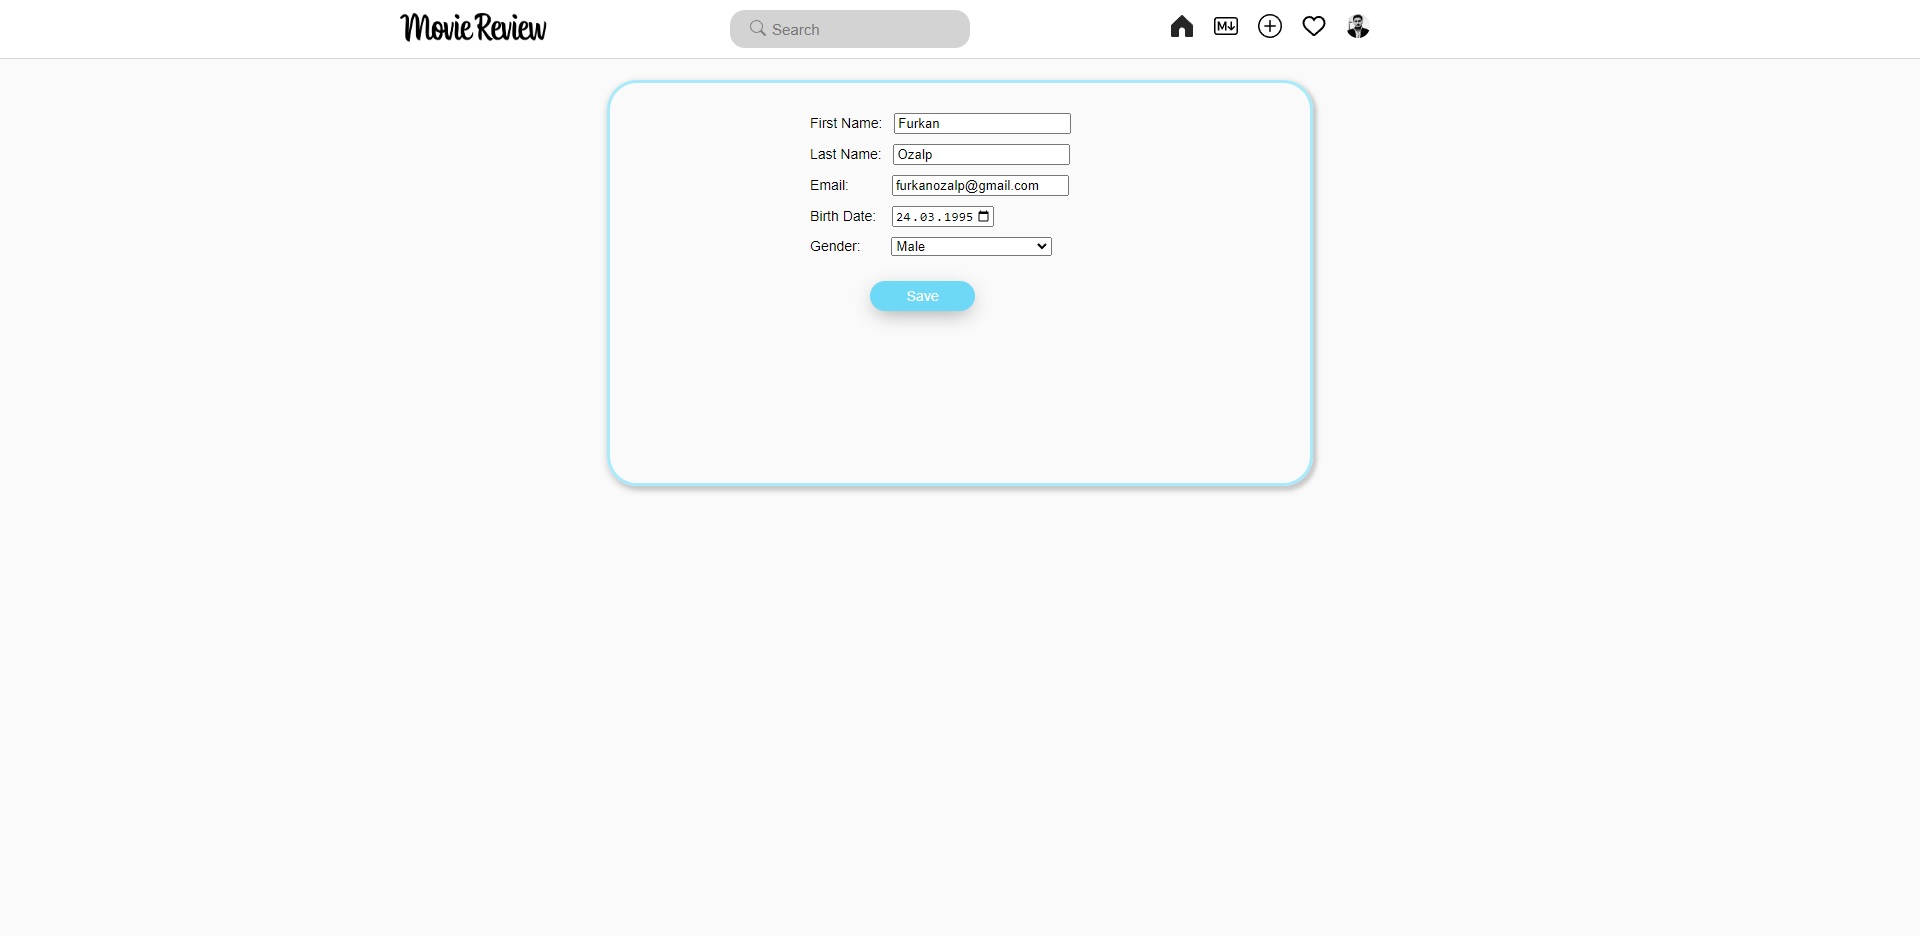 Movie Review
Search
M
First Name: Furkan
Last Name: Ozalp
Email: furkanozalp@gmail.com
Birth Date: 24.03.1995
Gender: Male
Save